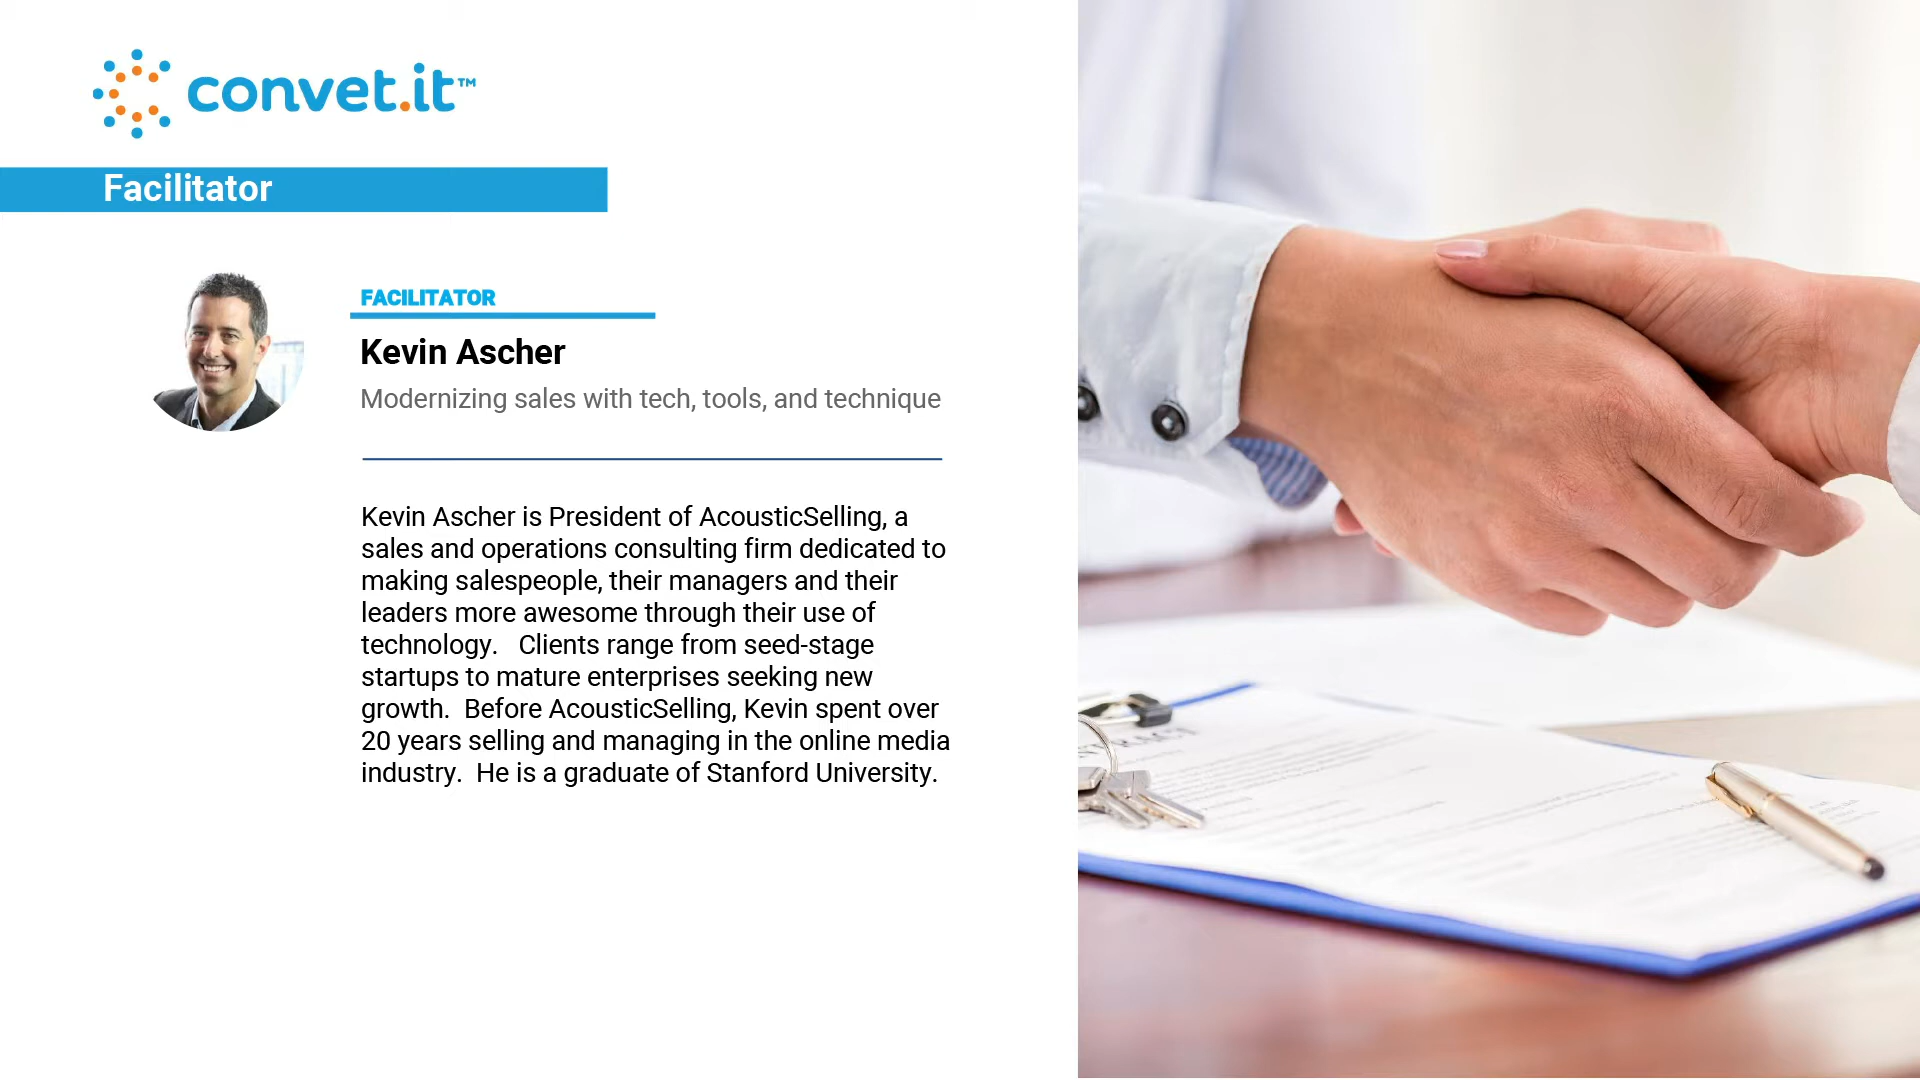 convet.it™
Facilitator
FACILITATOR
Kevin Ascher
Modernizing sales with tech, tools, and technique
Kevin Ascher is President of AcousticSelling, a
sales and operations consulting firm dedicated to
making salespeople, their managers and their
leaders more awesome through their use of
technology.   Clients range from seed-stage
startups to mature enterprises seeking new
growth.  Before AcousticSelling, Kevin spent over
20 years selling and managing in the online media
industry.  He is a graduate of Stanford University.